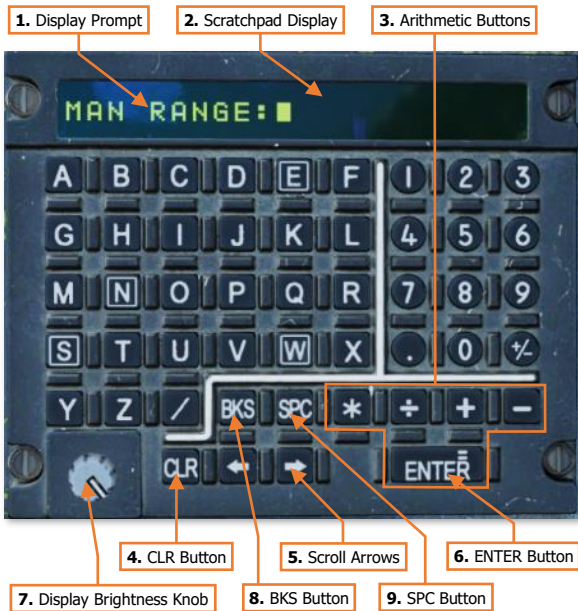 1. Display Prompt
2. Scratchpad Display
3. Arithmetic Buttons
MAN RANGE:
A B C D E F 1 2 3
G H I J K L 4 5 6
M N O P Q R 7 8 9
S T U V W X . 0 +/-
Y Z / BKS SPC * ÷ + -
CLR ← → ENTER =
4. CLR Button
5. Scroll Arrows
6. ENTER Button
7. Display Brightness Knob
8. BKS Button
9. SPC Button